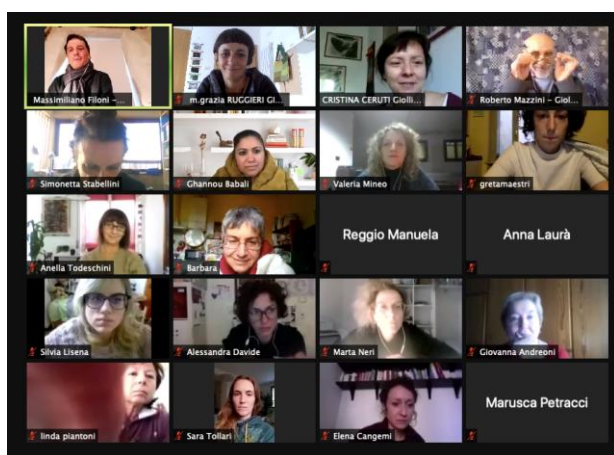 Massimiliano Filoni -...
m.grazia RUGGIERI GI...
CRISTINA CERUTI Giolli...
Roberto Mazzini - Giol...
Simonetta Stabellini
Ghannou Babali
Valeria Mineo
gretamaestri
Anella Todeschini
Barbara
Reggio Manuela
Anna Laurà
Silvia Lisena
Alessandra Davide
Marta Neri
Giovanna Andreoni
linda piantoni
Sara Tollari
Elena Cangemi
Marusca Petracci